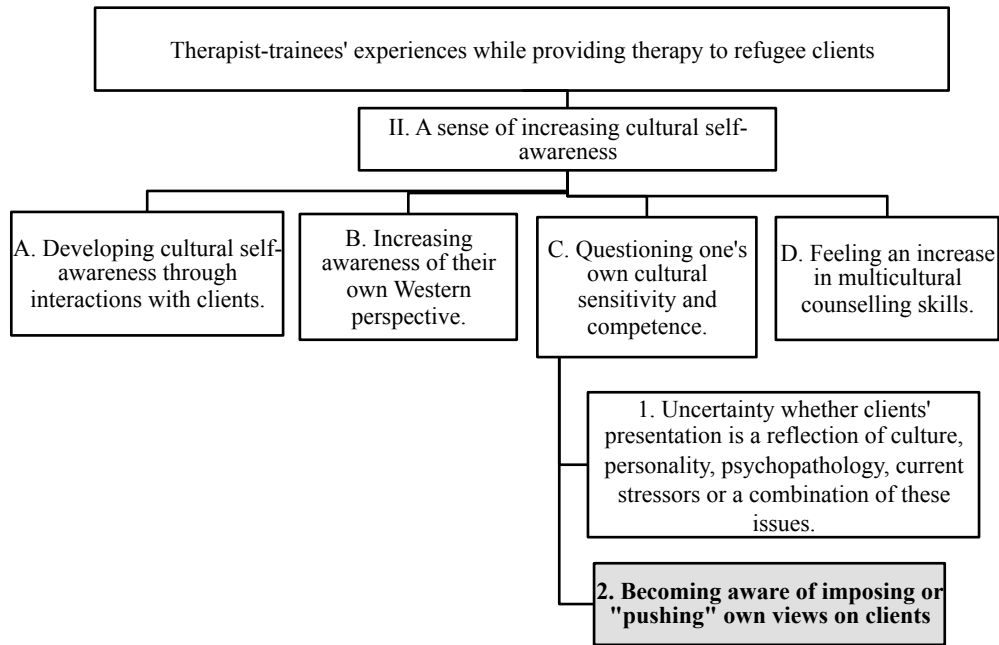 Therapist-trainees' experiences while providing therapy to refugee clients
II. A sense of increasing cultural self-
awareness
A. Developing cultural self-
awareness through
interactions with clients.
B. Increasing
awareness of their
own Western
perspective.
C. Questioning one's
own cultural
sensitivity and
competence.
D. Feeling an increase
in multicultural
counselling skills.
1. Uncertainty whether clients'
presentation is a reflection of culture,
personality, psychopathology, current
stressors or a combination of these
issues.
2. Becoming aware of imposing or
"pushing" own views on clients